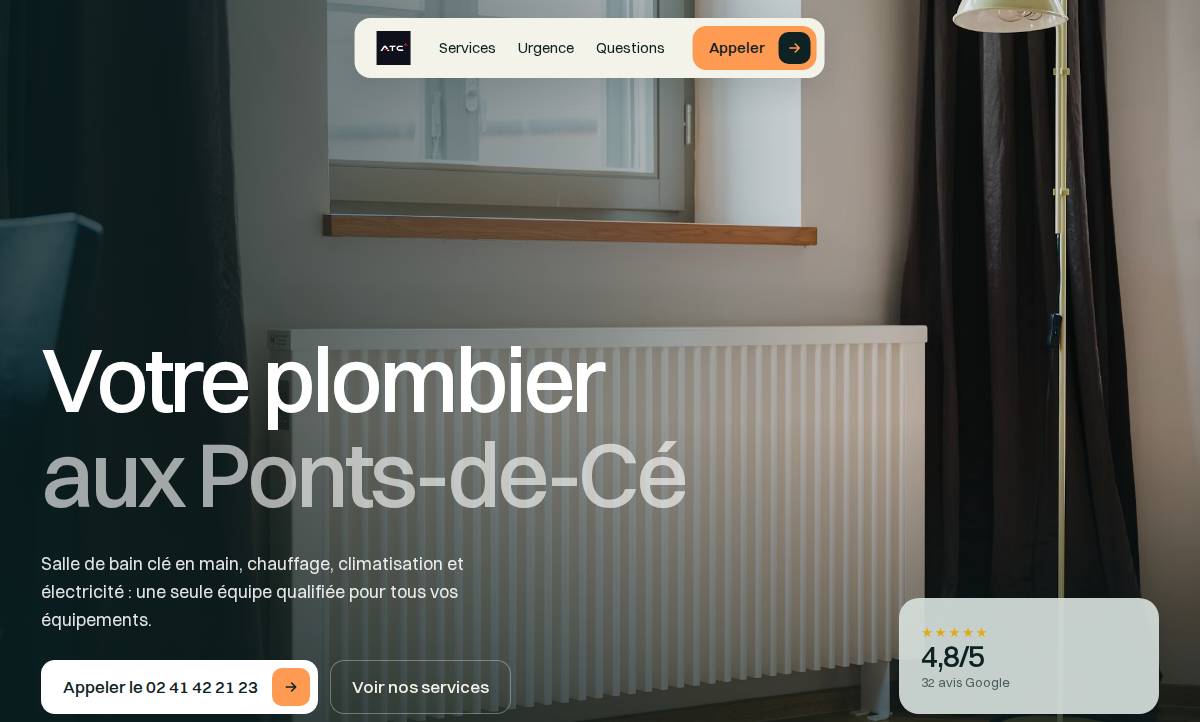 ATC
Services
Urgence
Questions
Appeler
Votre plombier
aux Ponts-de-Cé
Salle de bain clé en main, chauffage, climatisation et
électricité : une seule équipe qualifiée pour tous vos
équipements.
Appeler le 02 41 42 21 23
Voir nos services
★★★★★
4,8/5
32 avis Google